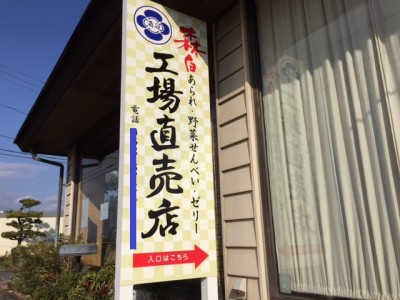 森白
あられ・野菜せんべい・ゼリー
工場直売店
電話
入口はこちら